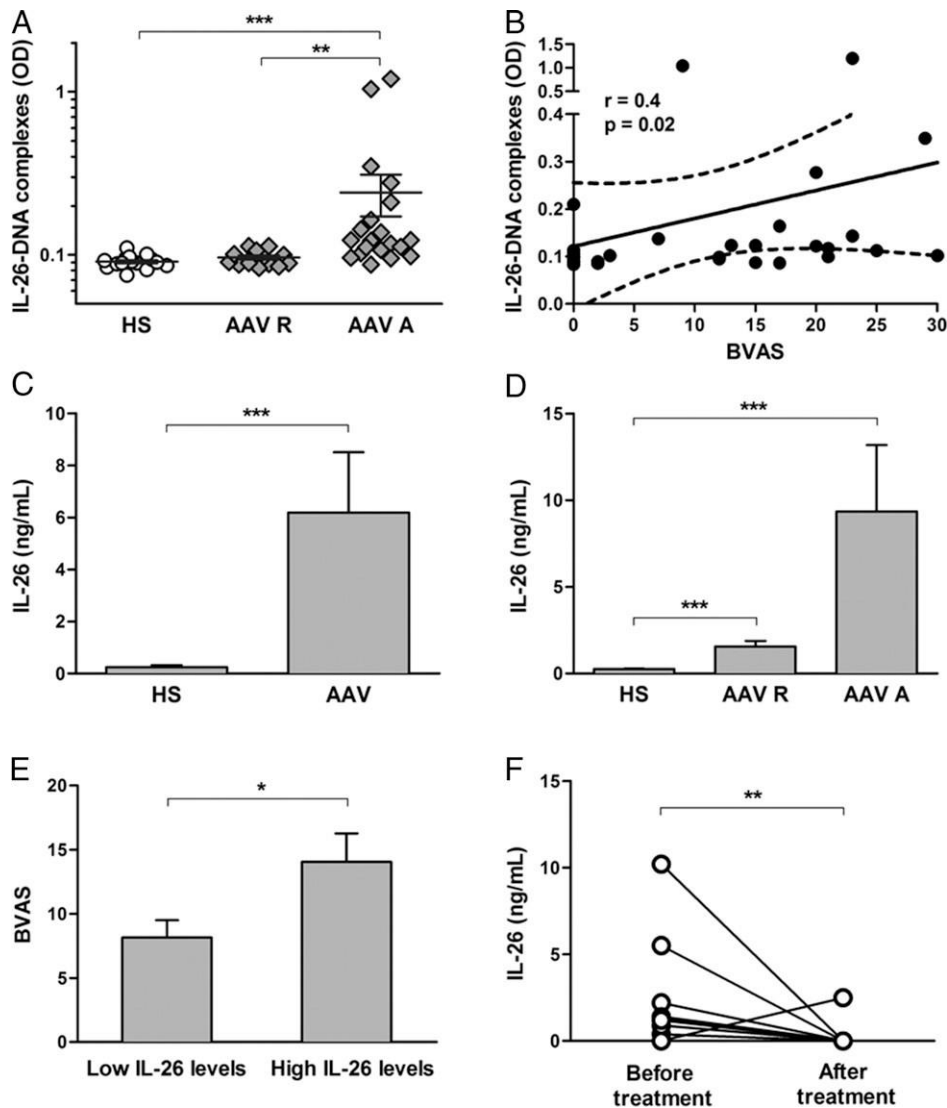 A
IL-26-DNA complexes (OD)
***
**
1
0.1
HS
AAV R
AAV A
B
IL-26-DNA complexes (OD)
1.5
1.0
0.5
0.4
0.3
0.2
0.1
0.0
r = 0.4
p = 0.02
0
5
10
15
20
25
30
BVAS
C
IL-26 (ng/mL)
10
8
6
4
2
0
***
HS
AAV
D
IL-26 (ng/mL)
15
10
5
0
***
***
HS
AAV R
AAV A
E
BVAS
20
15
10
5
0
*
Low IL-26 levels
High IL-26 levels
F
IL-26 (ng/mL)
15
10
5
0
**
Before
treatment
After
treatment